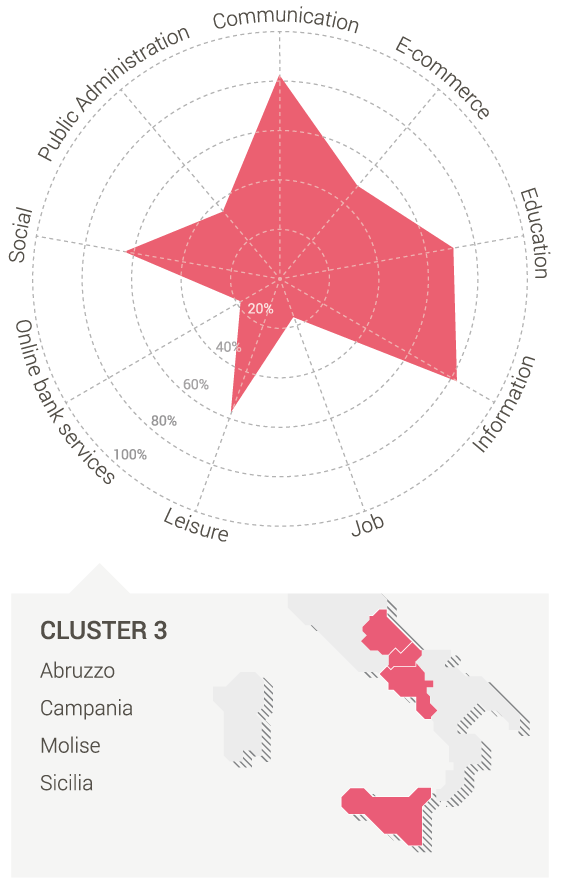 Communication
E-commerce
Education
Information
Job
Leisure
Online bank services
Social
Public Administration
20%
40%
60%
80%
100%
CLUSTER 3
Abruzzo
Campania
Molise
Sicilia